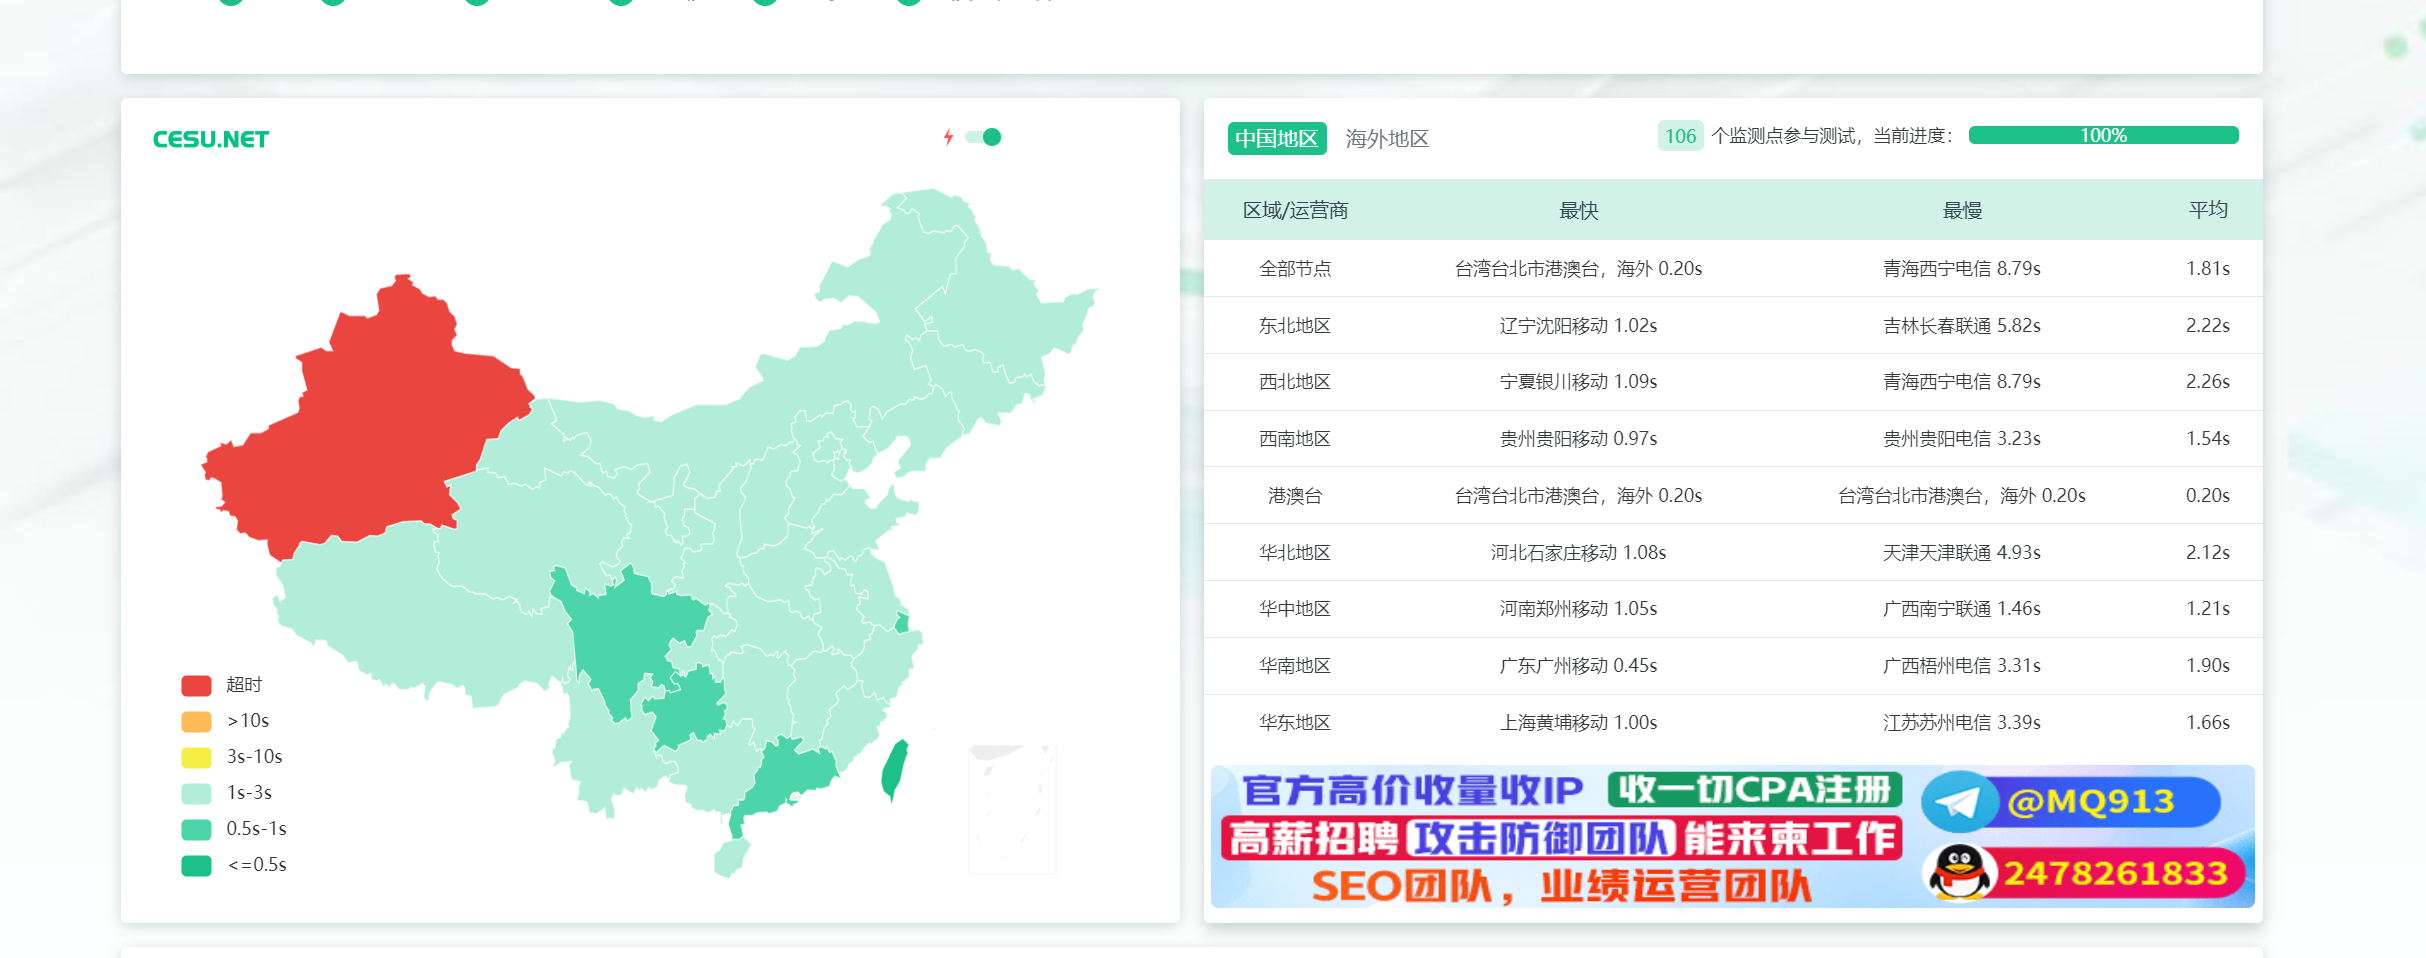 CESU.NET
超时
>10s
3s-10s
1s-3s
0.5s-1s
<=0.5s
中国地区 海外地区 106 个监测点参与测试，当前进度： 100%
区域/运营商 最快 最慢 平均
全部节点 台湾台北市港澳台，海外 0.20s 青海西宁电信 8.79s 1.81s
东北地区 辽宁沈阳移动 1.02s 吉林长春联通 5.82s 2.22s
西北地区 宁夏银川移动 1.09s 青海西宁电信 8.79s 2.26s
西南地区 贵州贵阳移动 0.97s 贵州贵阳电信 3.23s 1.54s
港澳台 台湾台北市港澳台，海外 0.20s 台湾台北市港澳台，海外 0.20s 0.20s
华北地区 河北石家庄移动 1.08s 天津天津联通 4.93s 2.12s
华中地区 河南郑州移动 1.05s 广西南宁联通 1.46s 1.21s
华南地区 广东广州移动 0.45s 广西梧州电信 3.31s 1.90s
华东地区 上海黄埔移动 1.00s 江苏苏州电信 3.39s 1.66s
官方高价收量收IP 收一切CPA注册 @MQ913
高薪招聘 攻击防御团队 能来柬工作
SEO团队，业绩运营团队 2478261833